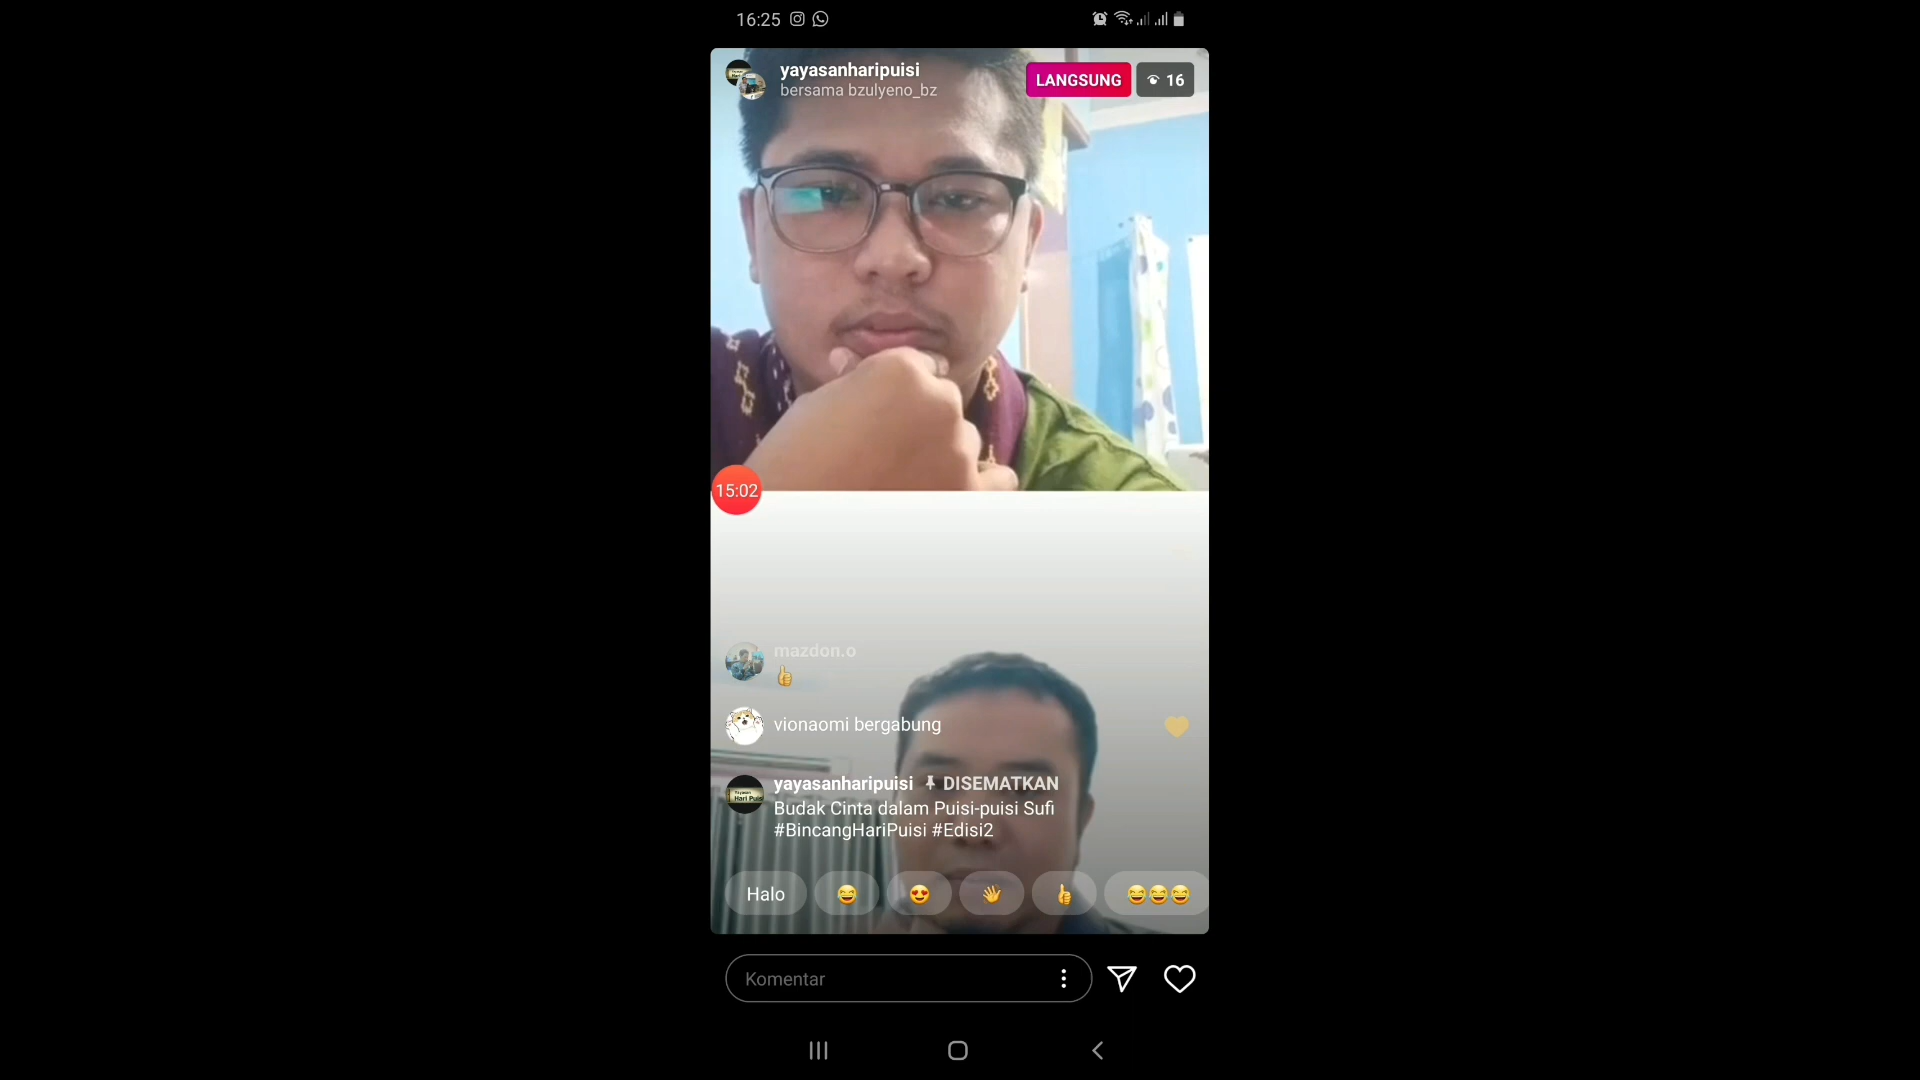 16:25
yayasanharipuisi
bersama bzulyeno_bz
LANGSUNG
16
15:02
mazdon.o
👍
vionaomi bergabung
yayasanharipuisi DISEMATKAN
Budak Cinta dalam Puisi-puisi Sufi
#BincangHariPuisi #Edisi2
Halo 😅 😍 👋 👍 😅😅😅
Komentar